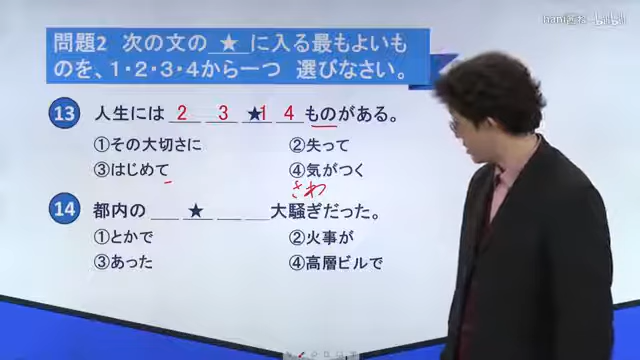 問題2 次の文の ＿★＿に入る最もよいも
のを、1・2・3・4から一つ 選びなさい。
13 人生には 2 3 ★1 4 ものがある。
①その大切さに ②失って
③はじめて ④気がつく
さわ
14 都内の ＿＿ ★ ＿＿ ＿＿ 大騒ぎだった。
①とかで ②火事が
③あった ④高層ビルで